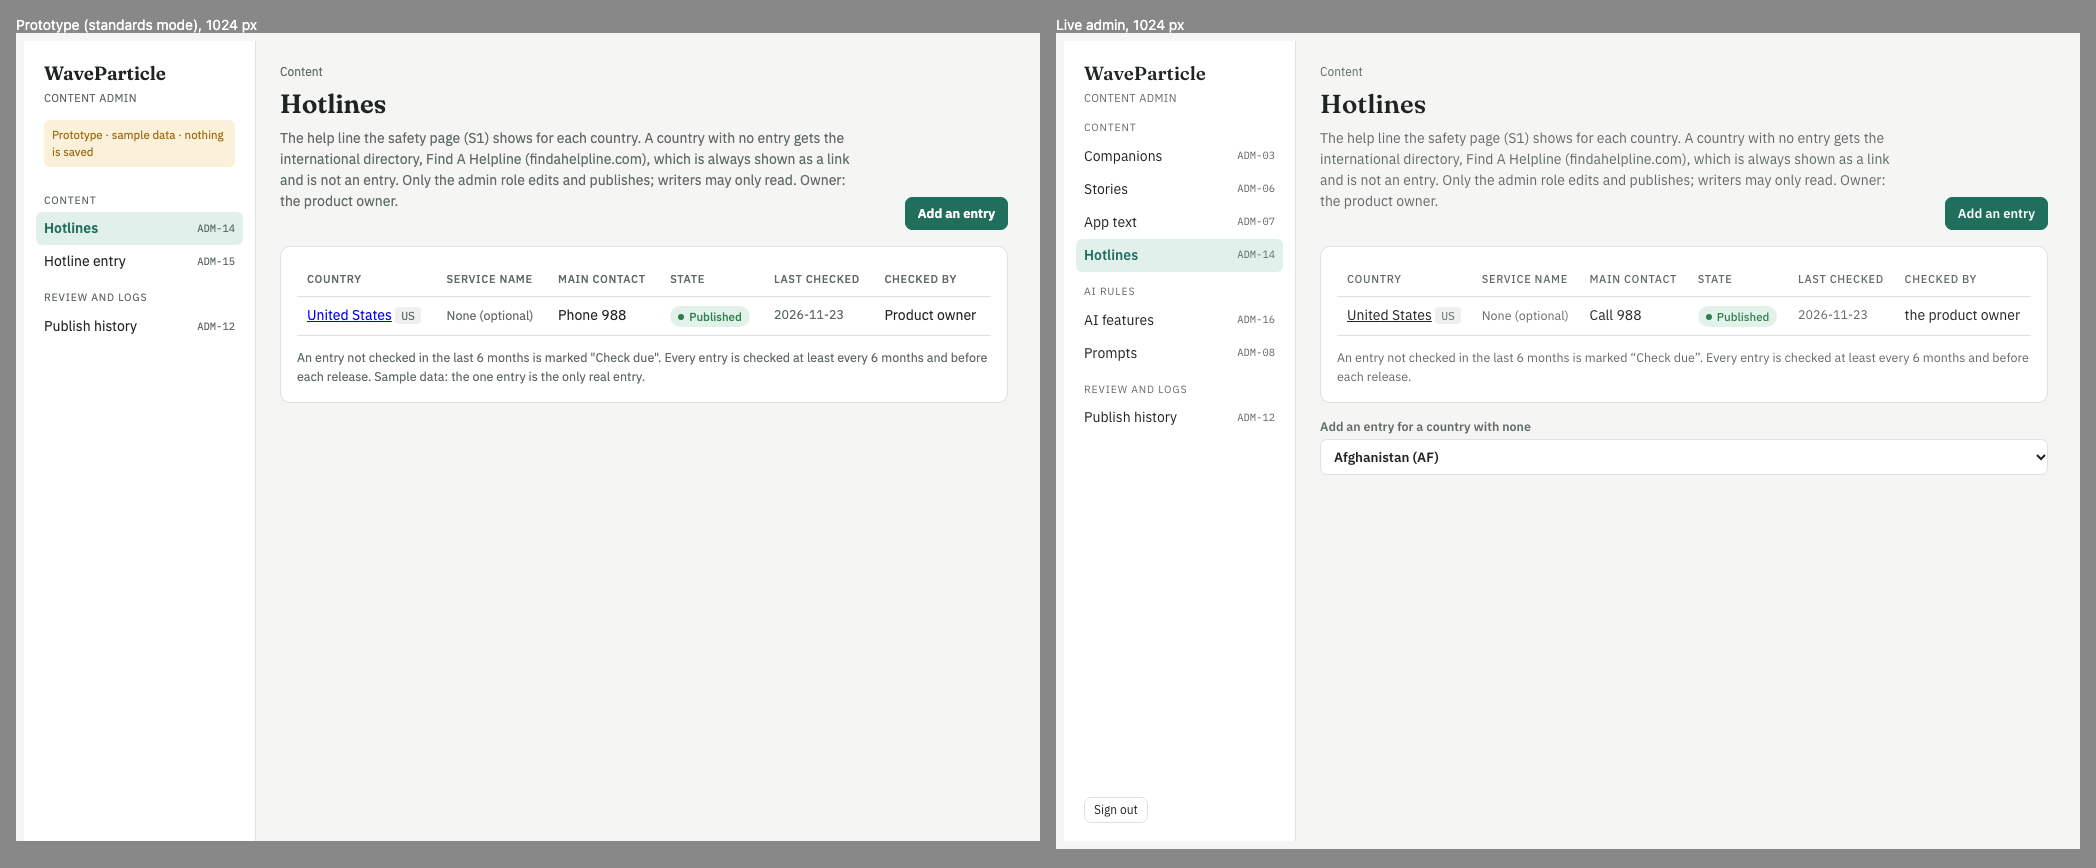 Prototype (standards mode), 1024 px
WaveParticle
CONTENT ADMIN
Prototype · sample data · nothing
is saved
CONTENT
Hotlines ADM-14
Hotline entry ADM-15
REVIEW AND LOGS
Publish history ADM-12
Content
Hotlines
The help line the safety page (S1) shows for each country. A country with no entry gets the
international directory, Find A Helpline (findahelpline.com), which is always shown as a link
and is not an entry. Only the admin role edits and publishes; writers may only read. Owner:
the product owner.
Add an entry
COUNTRY SERVICE NAME MAIN CONTACT STATE LAST CHECKED CHECKED BY
United States US None (optional) Phone 988 Published 2026-11-23 Product owner
An entry not checked in the last 6 months is marked "Check due". Every entry is checked at least every 6 months and before
each release. Sample data: the one entry is the only real entry.
Live admin, 1024 px
WaveParticle
CONTENT ADMIN
CONTENT
Companions ADM-03
Stories ADM-06
App text ADM-07
Hotlines ADM-14
AI RULES
AI features ADM-16
Prompts ADM-08
REVIEW AND LOGS
Publish history ADM-12
Sign out
Content
Hotlines
The help line the safety page (S1) shows for each country. A country with no entry gets the
international directory, Find A Helpline (findahelpline.com), which is always shown as a link
and is not an entry. Only the admin role edits and publishes; writers may only read. Owner:
the product owner.
Add an entry
COUNTRY SERVICE NAME MAIN CONTACT STATE LAST CHECKED CHECKED BY
United States US None (optional) Call 988 Published 2026-11-23 the product owner
An entry not checked in the last 6 months is marked “Check due”. Every entry is checked at least every 6 months and before
each release.
Add an entry for a country with none
Afghanistan (AF)